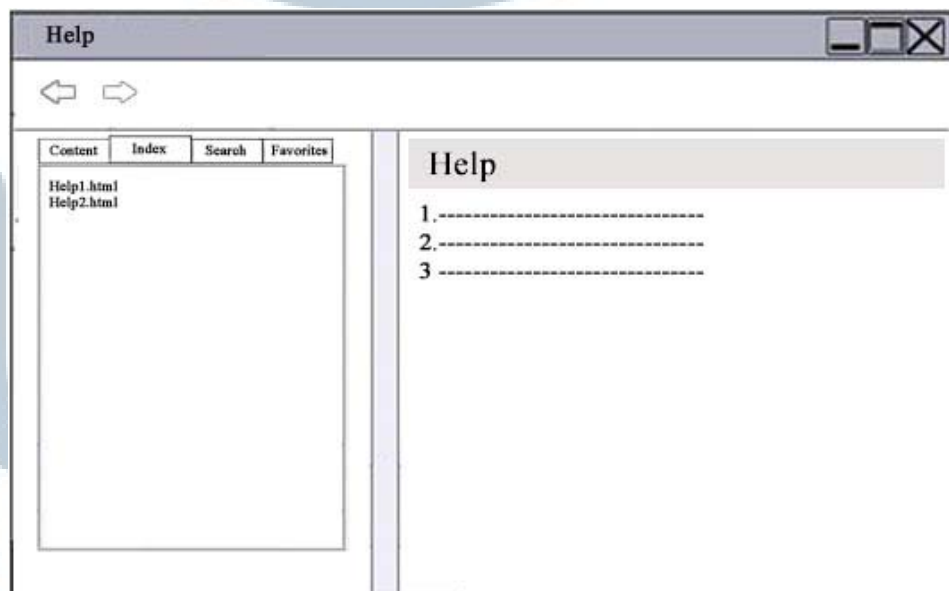 Help
Content Index Search Favorites
Help1.html
Help2.html
Help
1.-------------------------------
2.-------------------------------
3 -------------------------------